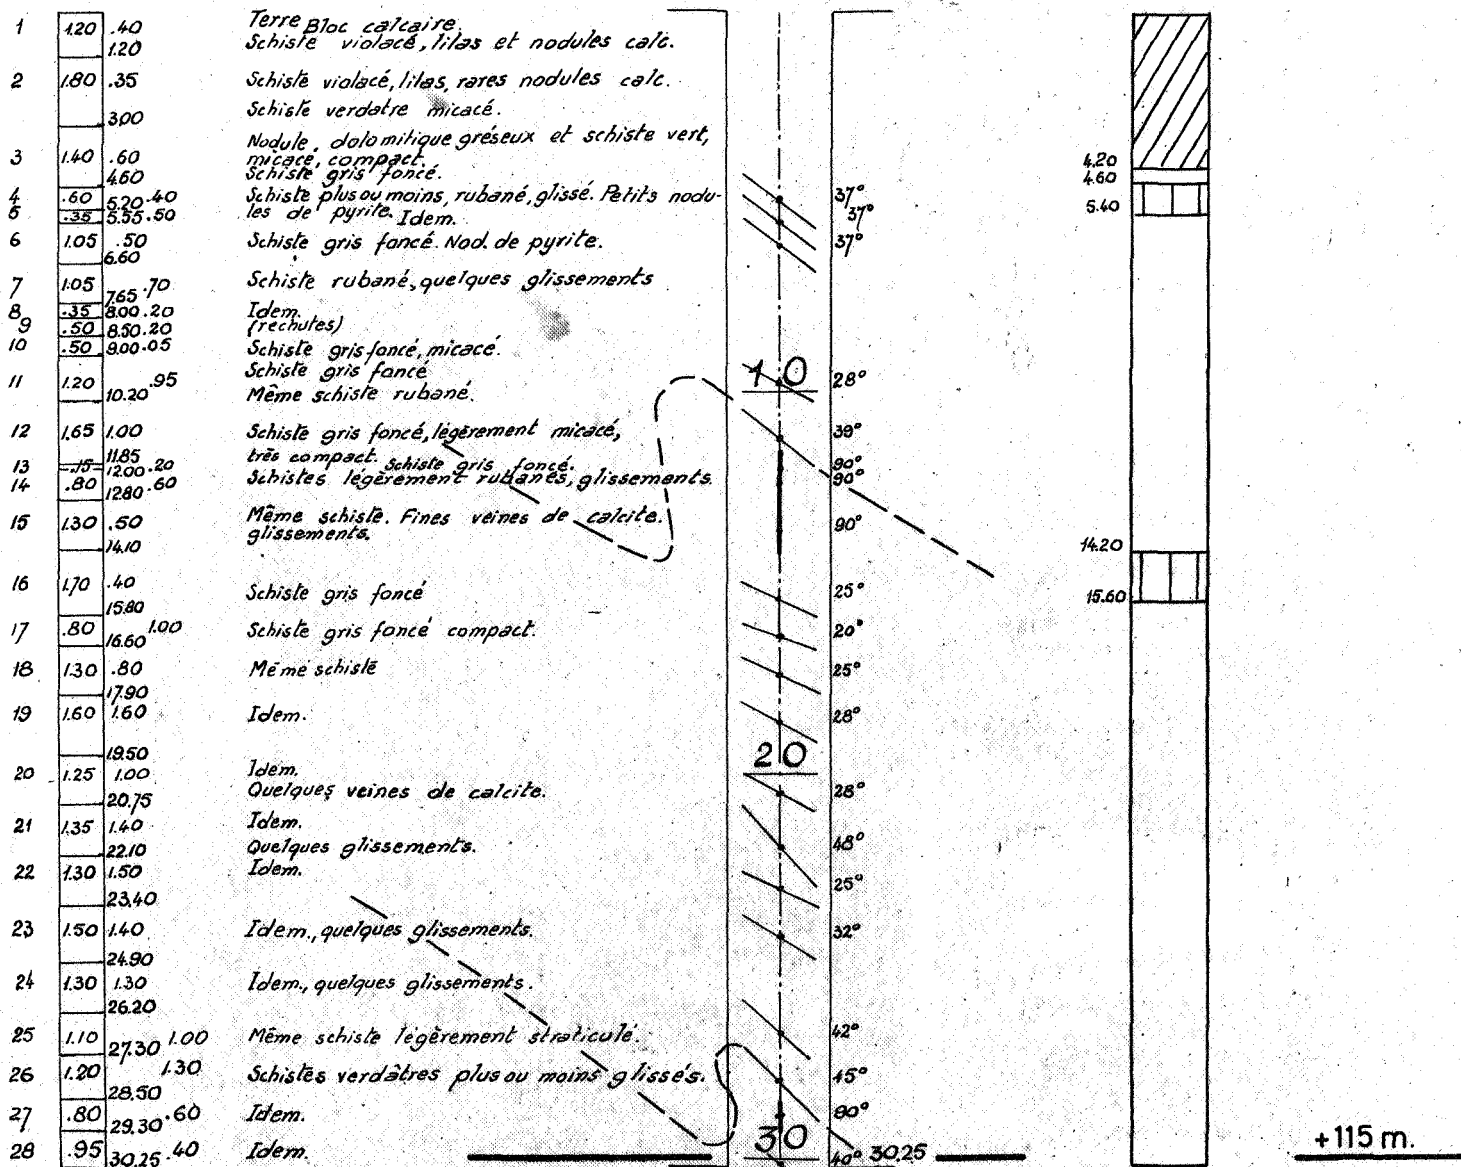 1 1.20 .40 Terre Bloc calcaire.
1.20 Schiste violacé, lilas et nodules calc.
2 1.80 .35 Schiste violacé, lilas, rares nodules calc.
3.00 Schiste verdatre micacé.
Nodule, dolomitique gréseux et schiste vert,
3 1.40 .60 micacé, compact. 4.20
4.60 Schiste gris foncé. 4.60
4 .60 5.20 .40 Schiste plus ou moins, rubané, glissé. Petits nodu- 37° 5.40
5 .35 5.55 .50 les de pyrite. Idem. 37°
6 1.05 .50 Schiste gris foncé. Nod. de pyrite. 37°
6.60
7 1.05 .70 Schiste rubané, quelques glissements
7.65
8 .35 8.00 .20 Idem.
9 .50 8.50 .20 (rechutes)
10 .50 9.00 .05 Schiste gris foncé, micacé.
Schiste gris foncé 10
11 1.20 .95 28°
10.20 Même schiste rubané.
12 1.65 1.00 Schiste gris foncé, légèrement micacé, 39°
11.85 très compact. Schiste gris foncé. 90°
13 .15 12.00 .20
14 .80 12.80 .60 Schistes légèrement rubanés, glissements. 90°
15 1.30 .50 Même schiste. Fines veines de calcite. 90°
14.10 glissements. 14.20
16 1.70 .40 Schiste gris foncé 25° 15.60
15.80
17 .80 16.60 1.00 Schiste gris foncé compact. 20°
18 1.30 .80 Même schiste 25°
17.90
19 1.60 1.60 Idem. 28°
19.50 20
20 1.25 1.00 Idem.
20.75 Quelques veines de calcite. 28°
21 1.35 1.40 Idem.
22.10 Quelques glissements. 48°
22 1.30 1.50 Idem. 25°
23.40
23 1.50 1.40 Idem., quelques glissements. 32°
24.90
24 1.30 1.30 Idem., quelques glissements.
26.20
25 1.10 27.30 1.00 Même schiste légèrement straticulé. 42°
26 1.20 1.30 Schistes verdâtres plus ou moins glissés. 45°
28.50
27 .80 29.30 .60 Idem. 90°
30 +115 m.
28 .95 30.25 .40 Idem. 40° 30.25